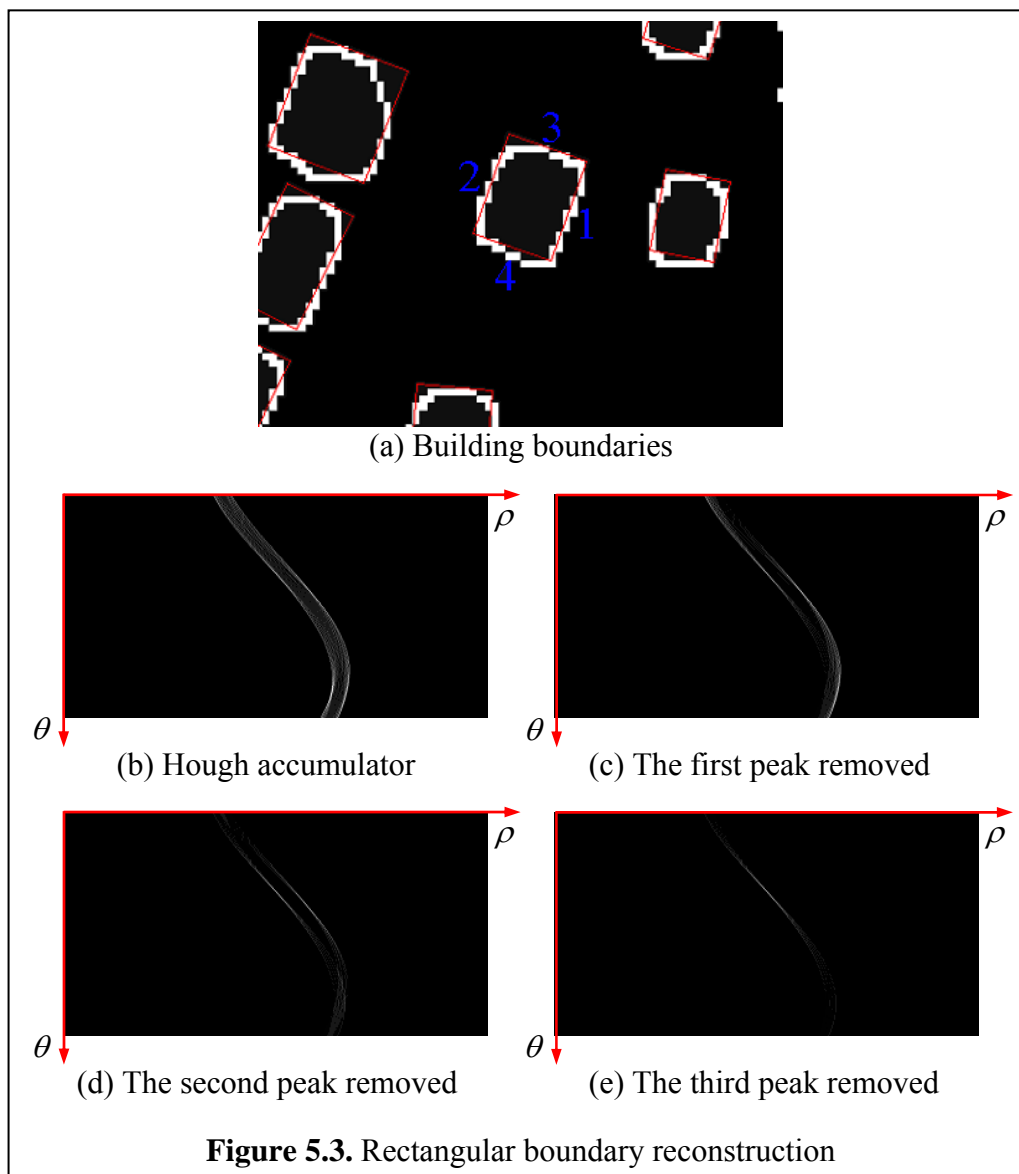 3
2
1
4
(a) Building boundaries
ρ ρ
θ θ
(b) Hough accumulator (c) The first peak removed
ρ ρ
θ θ
(d) The second peak removed (e) The third peak removed
Figure 5.3. Rectangular boundary reconstruction